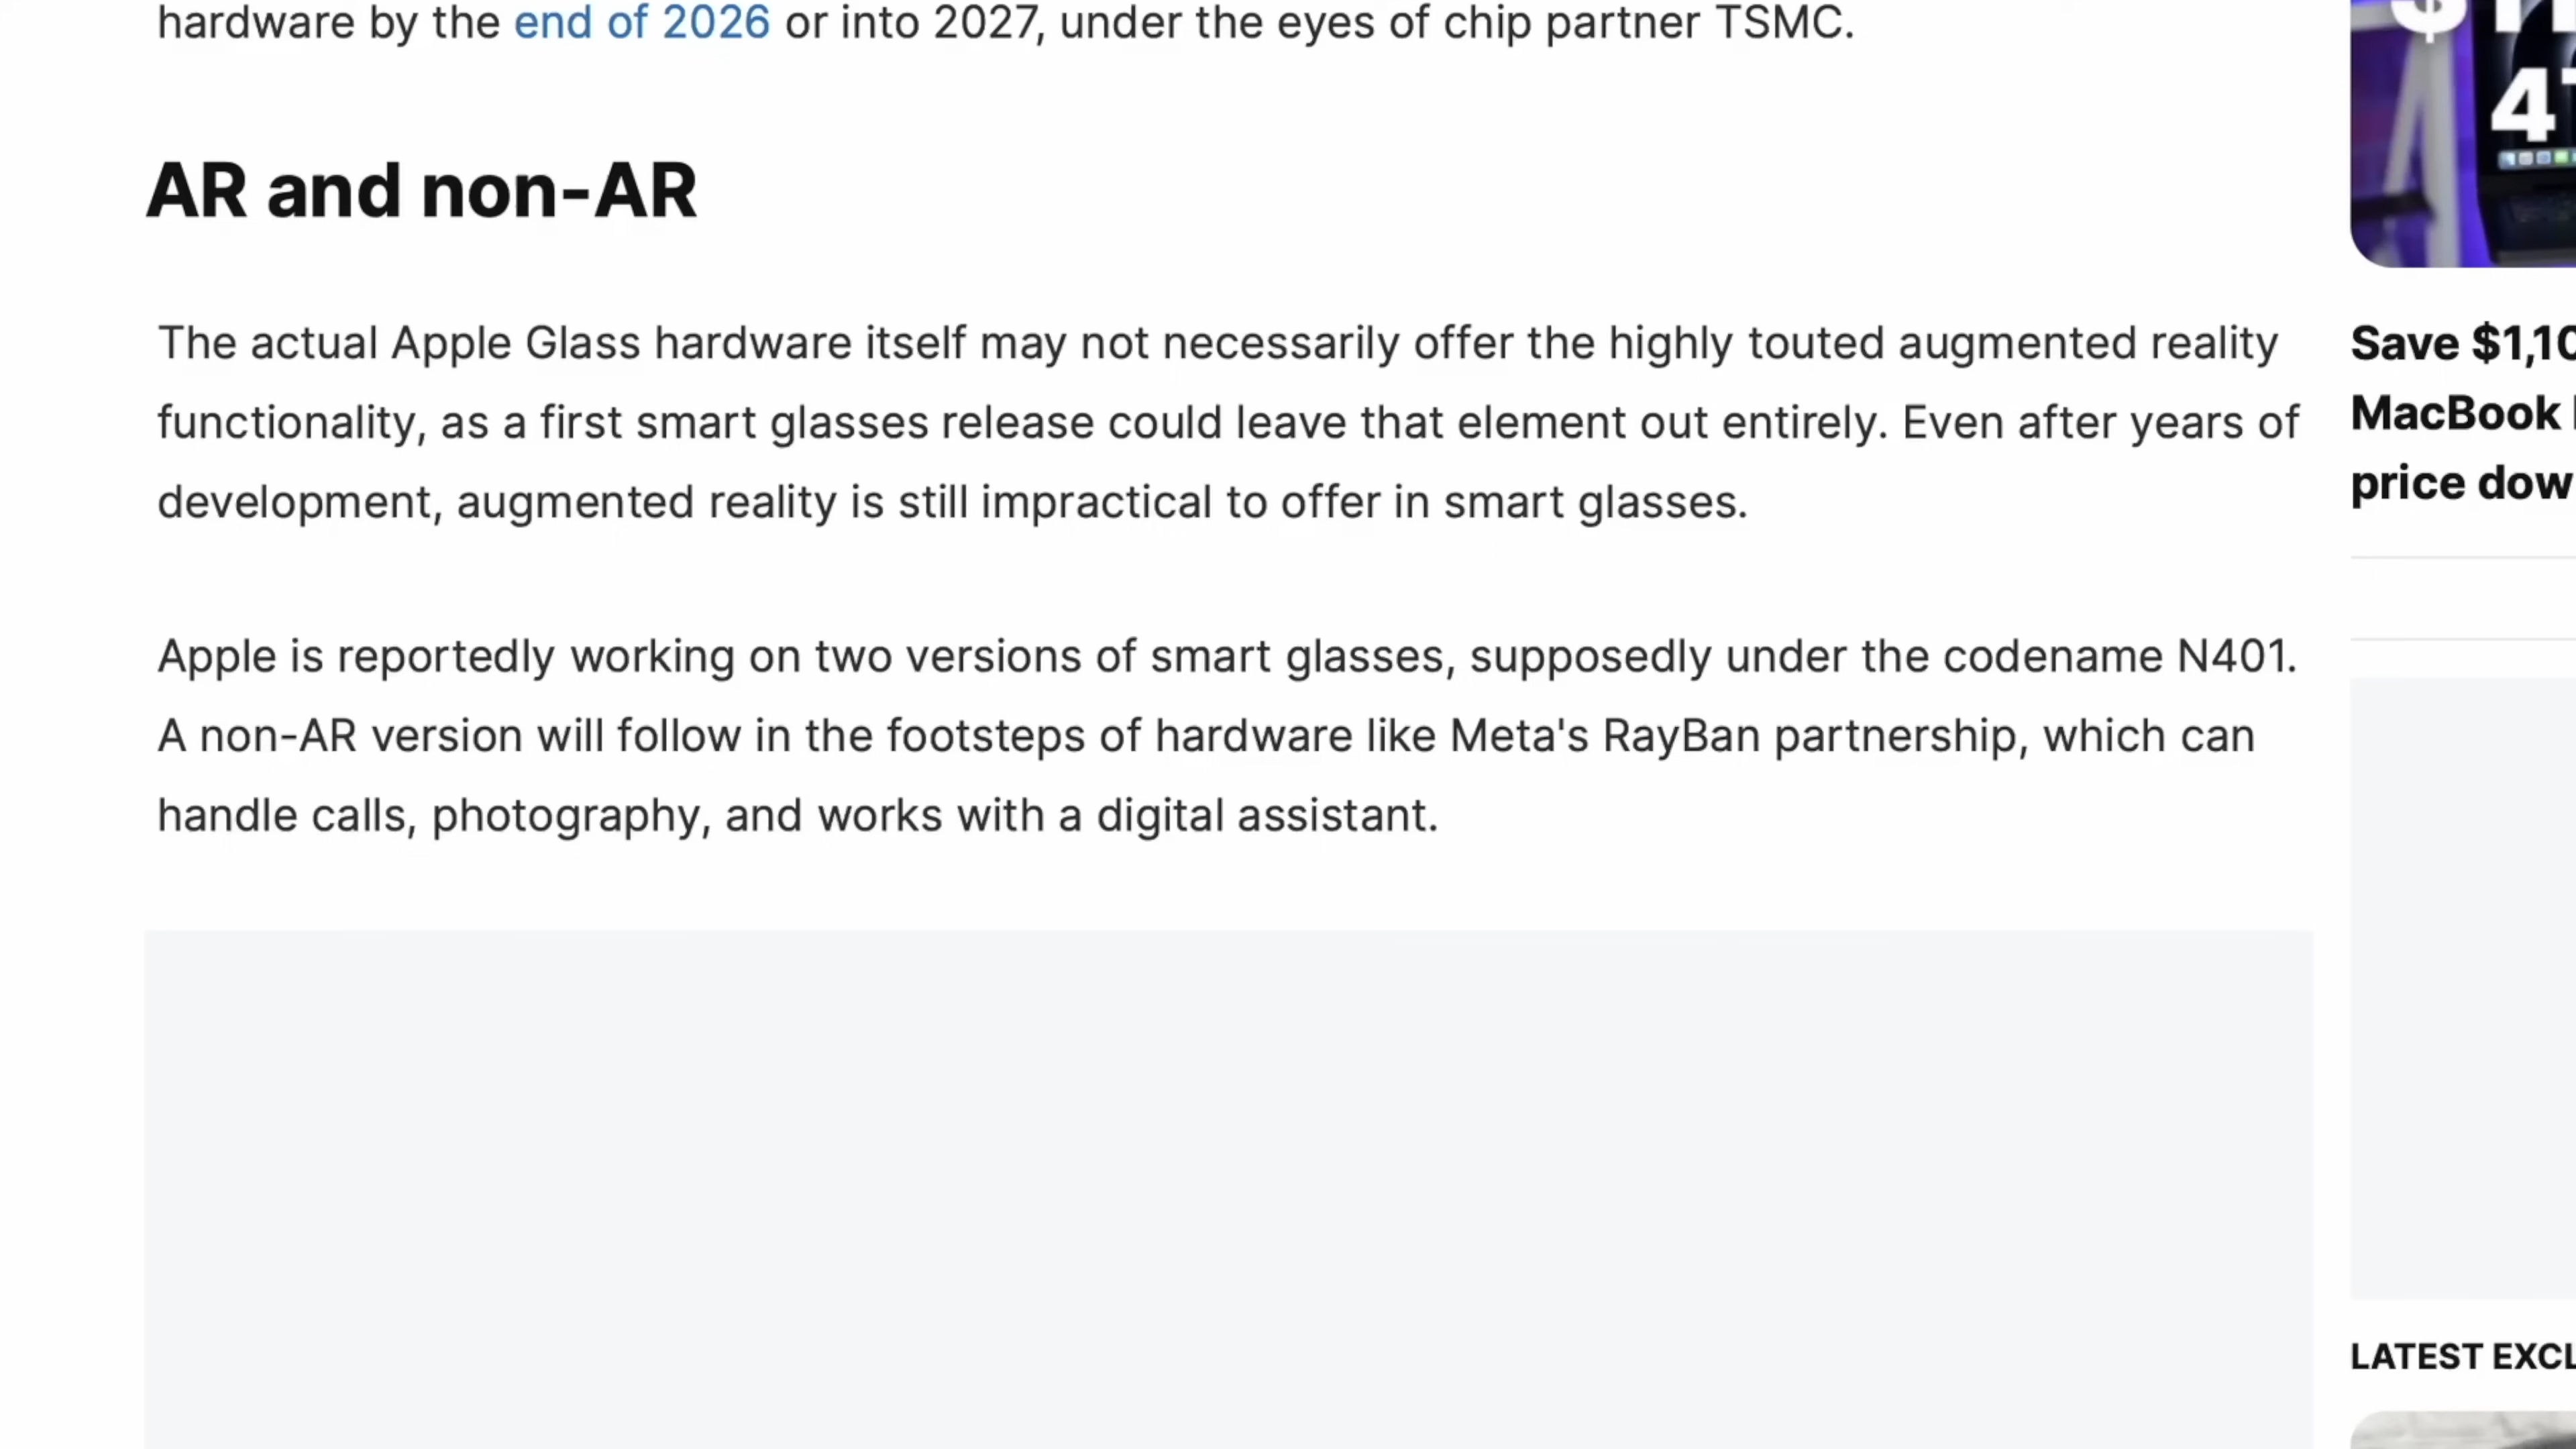 hardware by the end of 2026 or into 2027, under the eyes of chip partner TSMC.
AR and non-AR
The actual Apple Glass hardware itself may not necessarily offer the highly touted augmented reality
functionality, as a first smart glasses release could leave that element out entirely. Even after years of
development, augmented reality is still impractical to offer in smart glasses.
Apple is reportedly working on two versions of smart glasses, supposedly under the codename N401.
A non-AR version will follow in the footsteps of hardware like Meta's RayBan partnership, which can
handle calls, photography, and works with a digital assistant.
Save $1,10
MacBook
price
LATEST